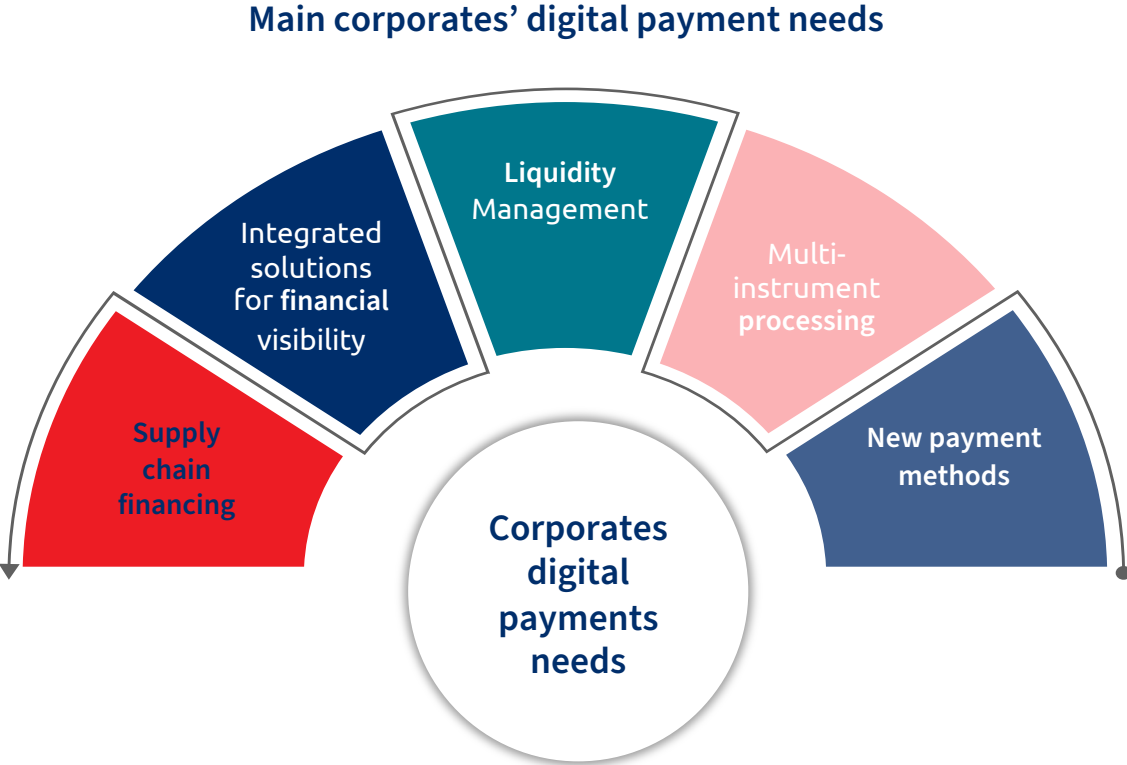 Main corporates’ digital payment needs
Liquidity
Management
Integrated
solutions
for financial
visibility
Multi-
instrument
processing
Supply
chain
financing
New payment
methods
Corporates
digital
payments
needs